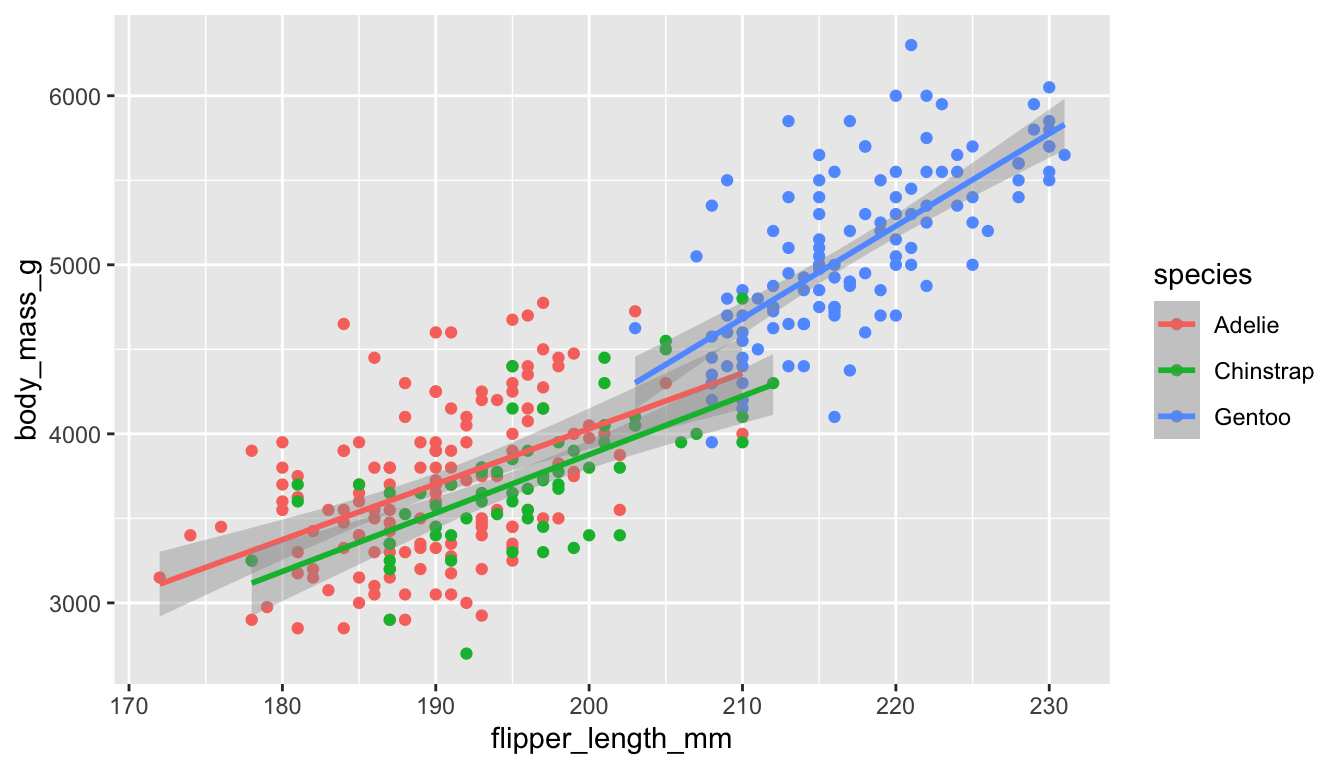 6000
5000
4000
3000
body_mass_g
170 180 190 200 210 220 230
flipper_length_mm
species
Adelie
Chinstrap
Gentoo